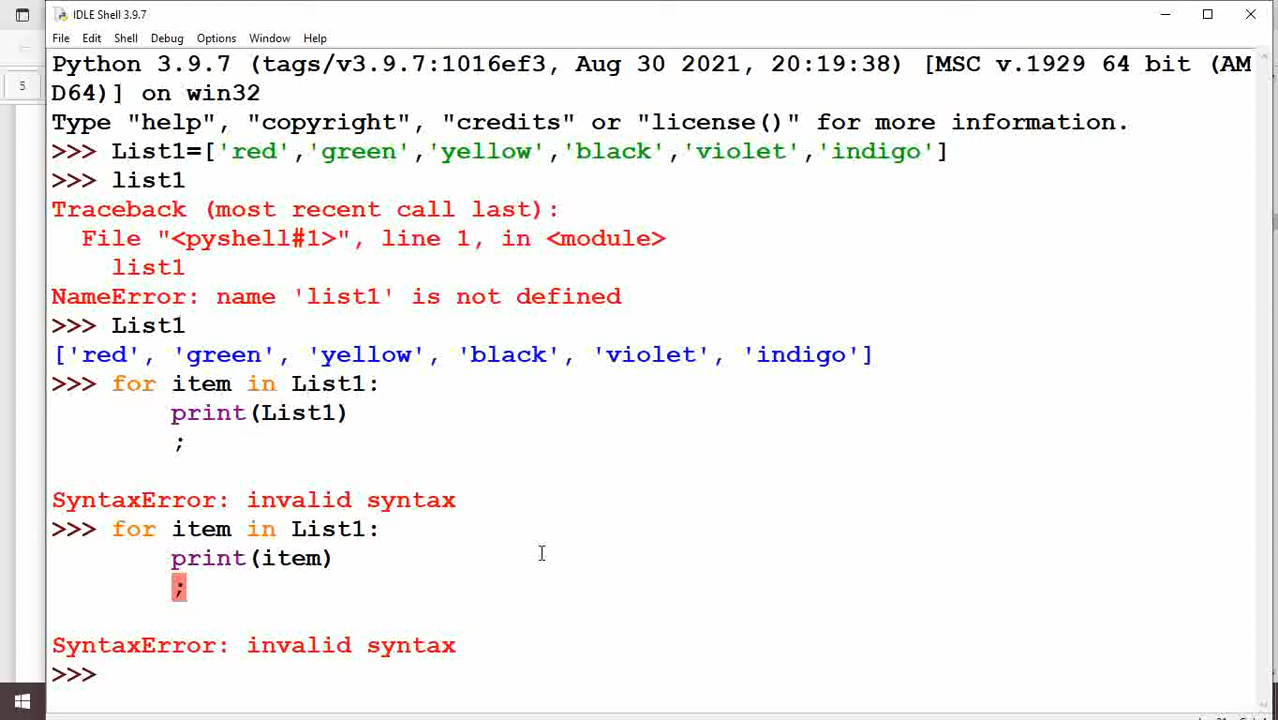 IDLE Shell 3.9.7
File Edit Shell Debug Options Window Help
Python 3.9.7 (tags/v3.9.7:1016ef3, Aug 30 2021, 20:19:38) [MSC v.1929 64 bit (AM
D64)] on win32
Type "help", "copyright", "credits" or "license()" for more information.
>>> List1=['red','green','yellow','black','violet','indigo']
>>> list1
Traceback (most recent call last):
  File "<pyshell#1>", line 1, in <module>
    list1
NameError: name 'list1' is not defined
>>> List1
['red', 'green', 'yellow', 'black', 'violet', 'indigo']
>>> for item in List1:
        print(List1)
        ;
SyntaxError: invalid syntax
>>> for item in List1:
        print(item)
        ;
SyntaxError: invalid syntax
>>>
5